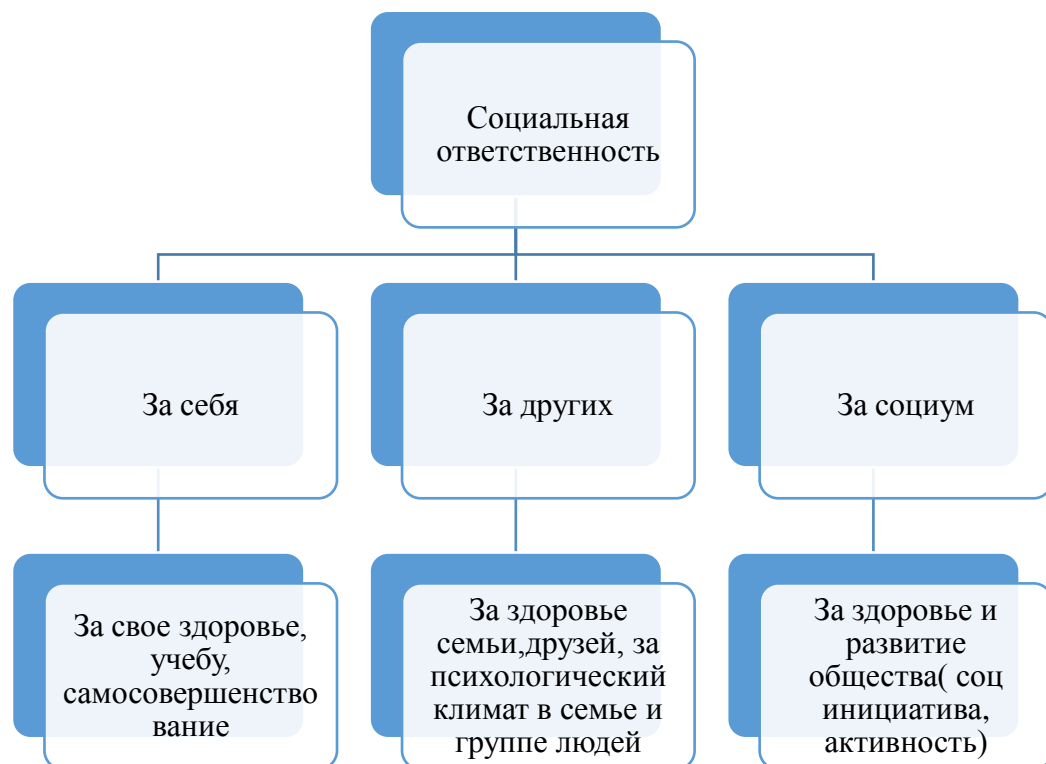 Социальная
ответственность
За себя
За других
За социум
За свое здоровье,
учебу,
самосовершенство
вание
За здоровье
семьи,друзей, за
психологический
климат в семье и
группе людей
За здоровье и
развитие
общества( соц
инициатива,
активность)